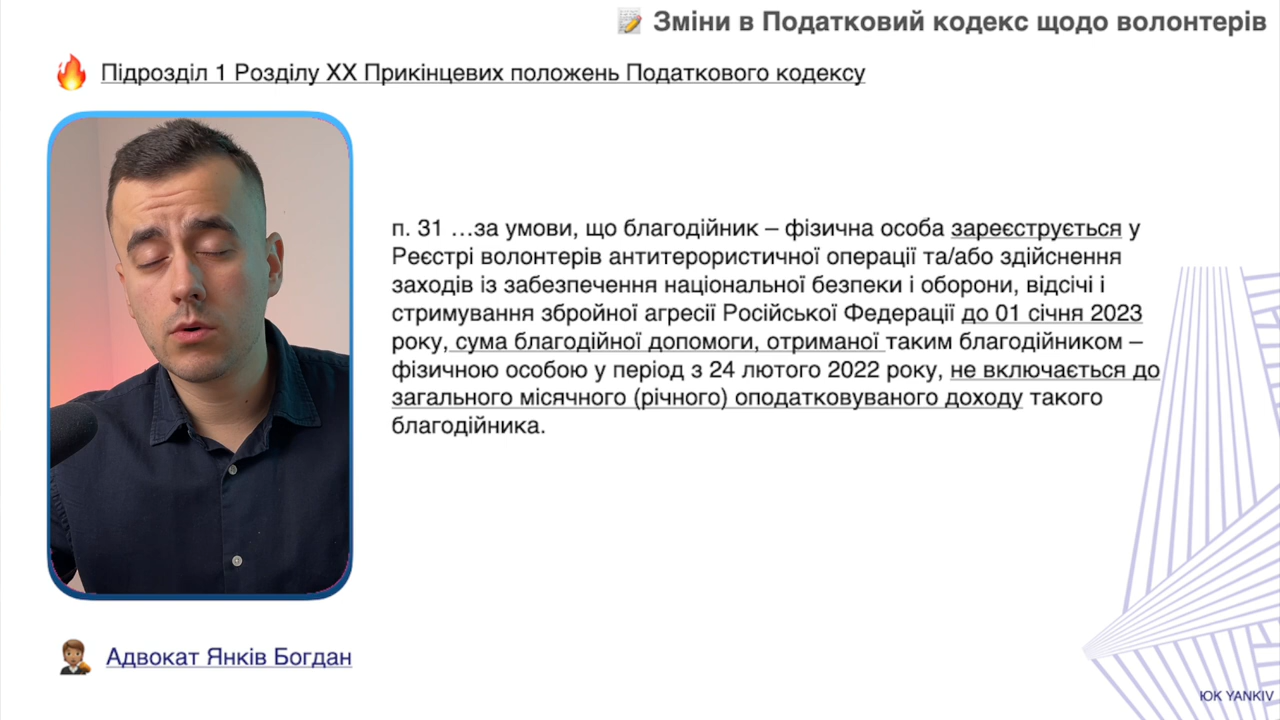 Зміни в Податковий кодекс щодо волонтерів
Підрозділ 1 Розділу XX Прикінцевих положень Податкового кодексу
п. 31 …за умови, що благодійник – фізична особа зареєструється у
Реєстрі волонтерів антитерористичної операції та/або здійснення
заходів із забезпечення національної безпеки і оборони, відсічі і
стримування збройної агресії Російської Федерації до 01 січня 2023
року, сума благодійної допомоги, отриманої таким благодійником –
фізичною особою у період з 24 лютого 2022 року, не включається до
загального місячного (річного) оподатковуваного доходу такого
благодійника.
Адвокат Янків Богдан
ЮК YANKIV